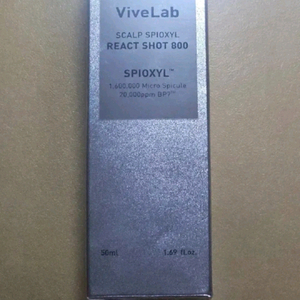 ViveLab
SCALP SPIOXYL
REACT SHOT 800
SPIOXYL™
1,600,000 Micro Spicule
70,000ppm
50ml 1.69 fl.oz.